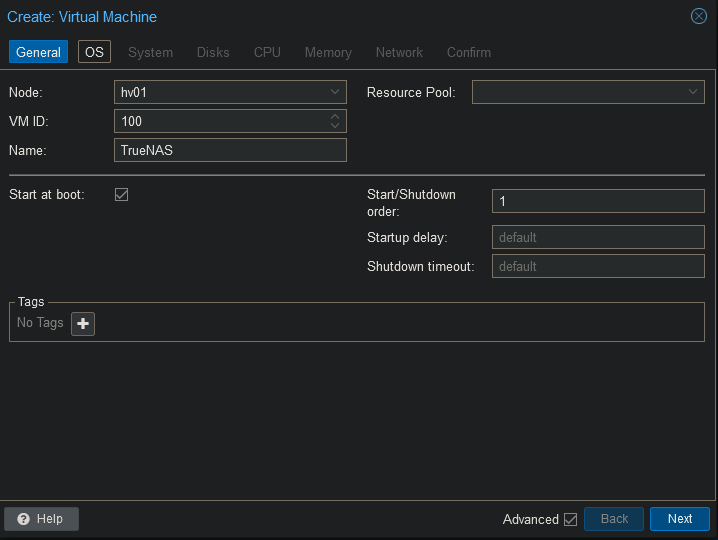 Create: Virtual Machine
General OS System Disks CPU Memory Network Confirm
Node: hv01 Resource Pool:
VM ID: 100
Name: TrueNAS
Start at boot: Start/Shutdown
order: 1
Startup delay: default
Shutdown timeout: default
Tags
No Tags
Help Advanced Back Next